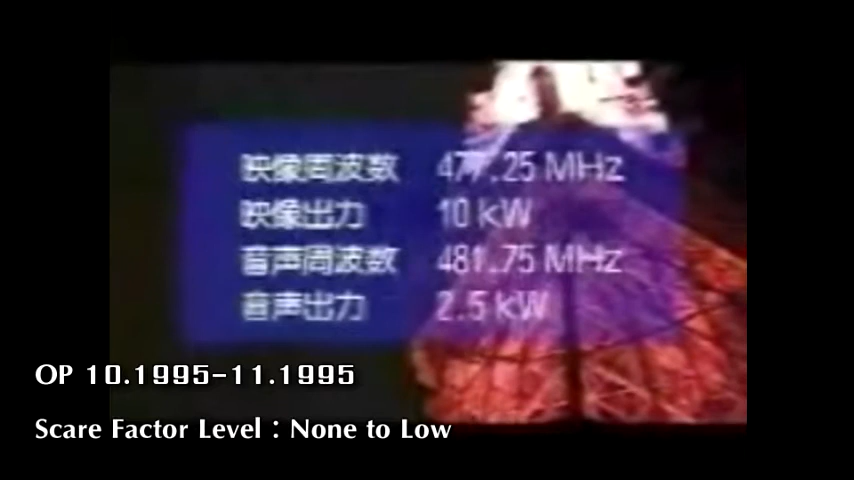 映像周波数 477.25 MHz
映像出力 10 kW
音声周波数 481.75 MHz
音声出力 2.5 kW
OP 10.1995-11.1995
Scare Factor Level : None to Low